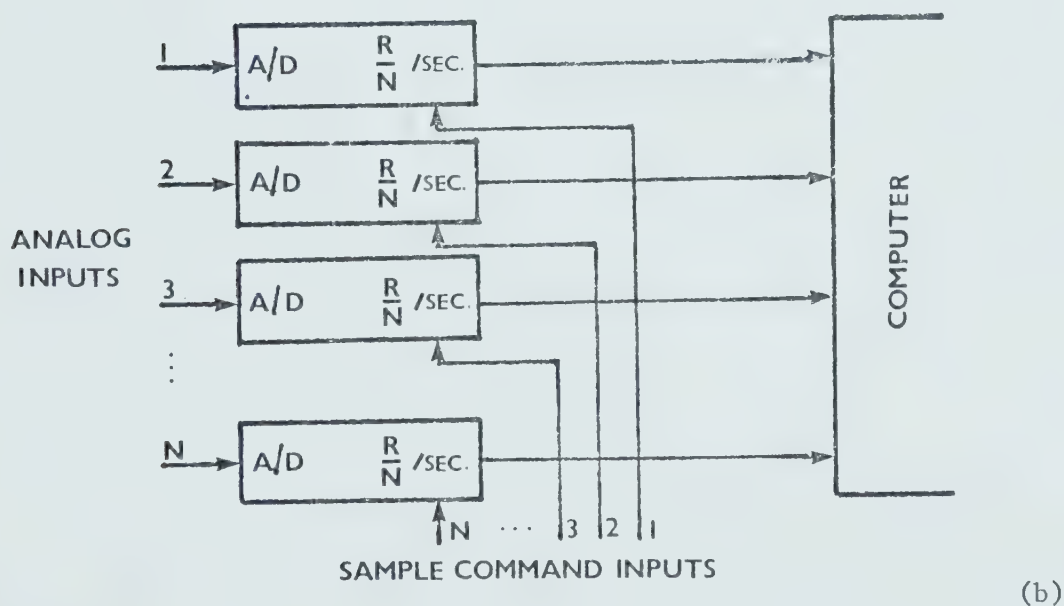 1 A/D R/N /SEC.
2 A/D R/N /SEC.
ANALOG
INPUTS
3 A/D R/N /SEC.
...
N A/D R/N /SEC.
COMPUTER
N ... 3 2 1
SAMPLE COMMAND INPUTS
(b)